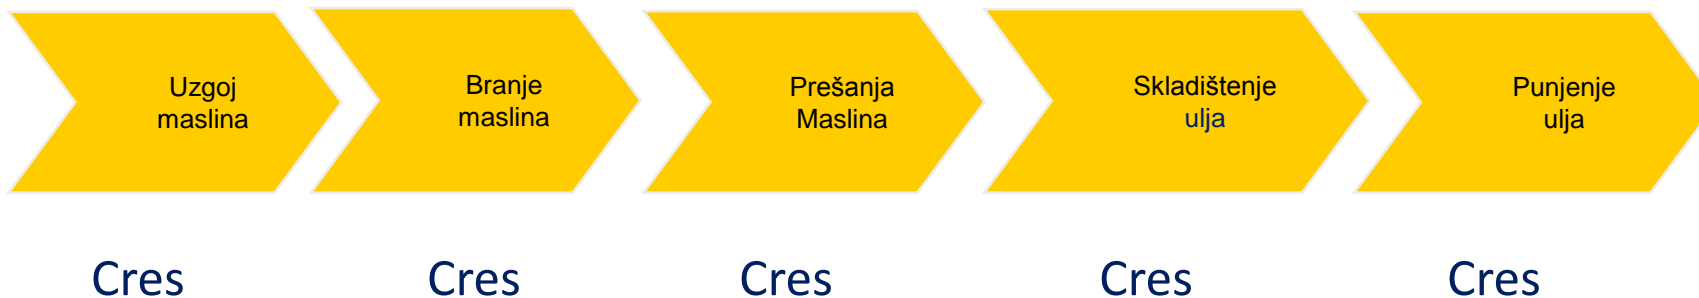 Uzgoj
maslina
Branje
maslina
Prešanja
Maslina
Skladištenje
ulja
Punjenje
ulja
Cres
Cres
Cres
Cres
Cres